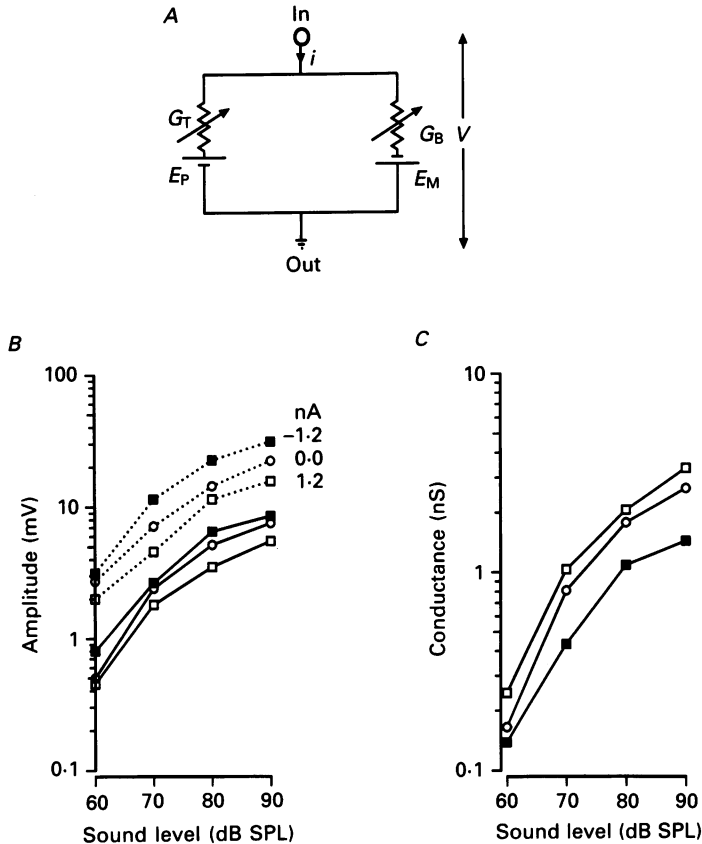 A
In
i
G_T
G_B
V
E_P
E_M
Out
B
C
100
10
1
0·1
Amplitude (mV)
nA
−1·2
0·0
1·2
60 70 80 90
Sound level (dB SPL)
10
1
0·1
Conductance (nS)
60 70 80 90
Sound level (dB SPL)